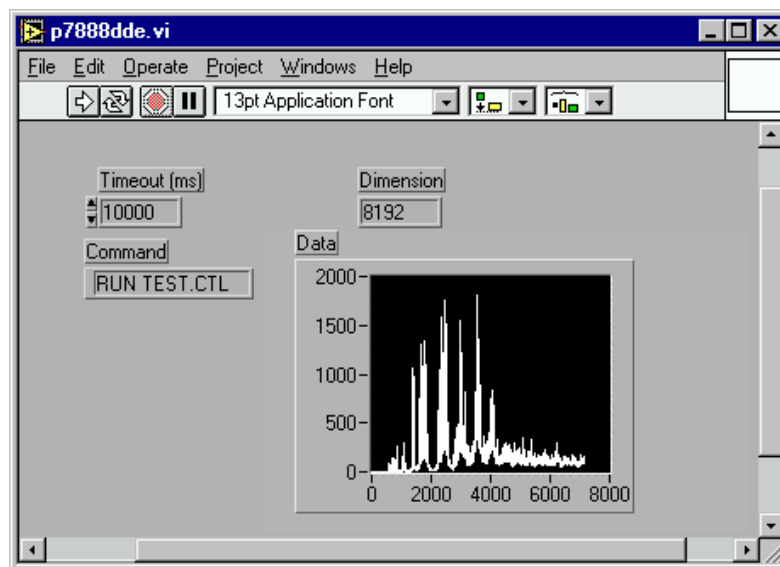 p7888dde.vi
File Edit Operate Project Windows Help
13pt Application Font
Timeout (ms)
10000
Dimension
8192
Command
RUN TEST.CTL
Data
2000
1500
1000
500
0
0 2000 4000 6000 8000